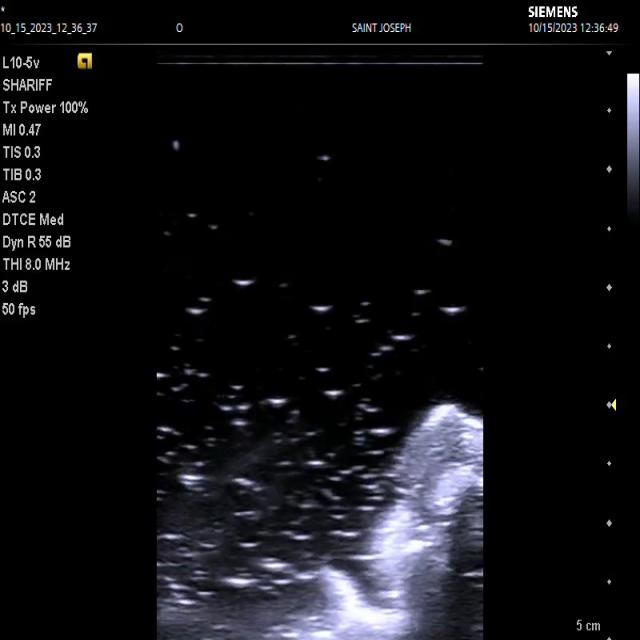 *
SIEMENS
10_15_2023_12_36_37 O SAINT JOSEPH 10/15/2023 12:36:49
L10-5v
SHARIFF
Tx Power 100%
MI 0.47
TIS 0.3
TIB 0.3
ASC 2
DTCE Med
Dyn R 55 dB
THI 8.0 MHz
3 dB
50 fps
5 cm